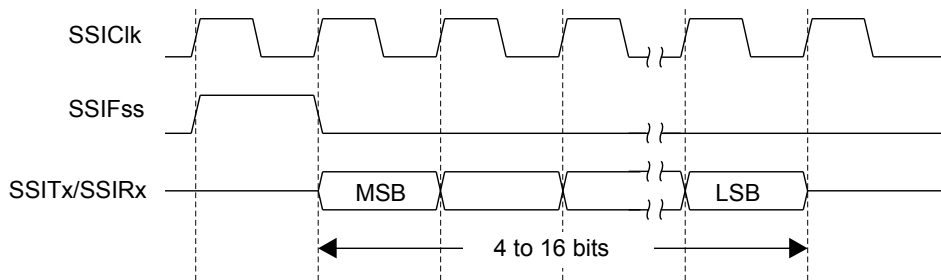 SSIClk
SSIFss
SSITx/SSIRx
MSB
LSB
4 to 16 bits